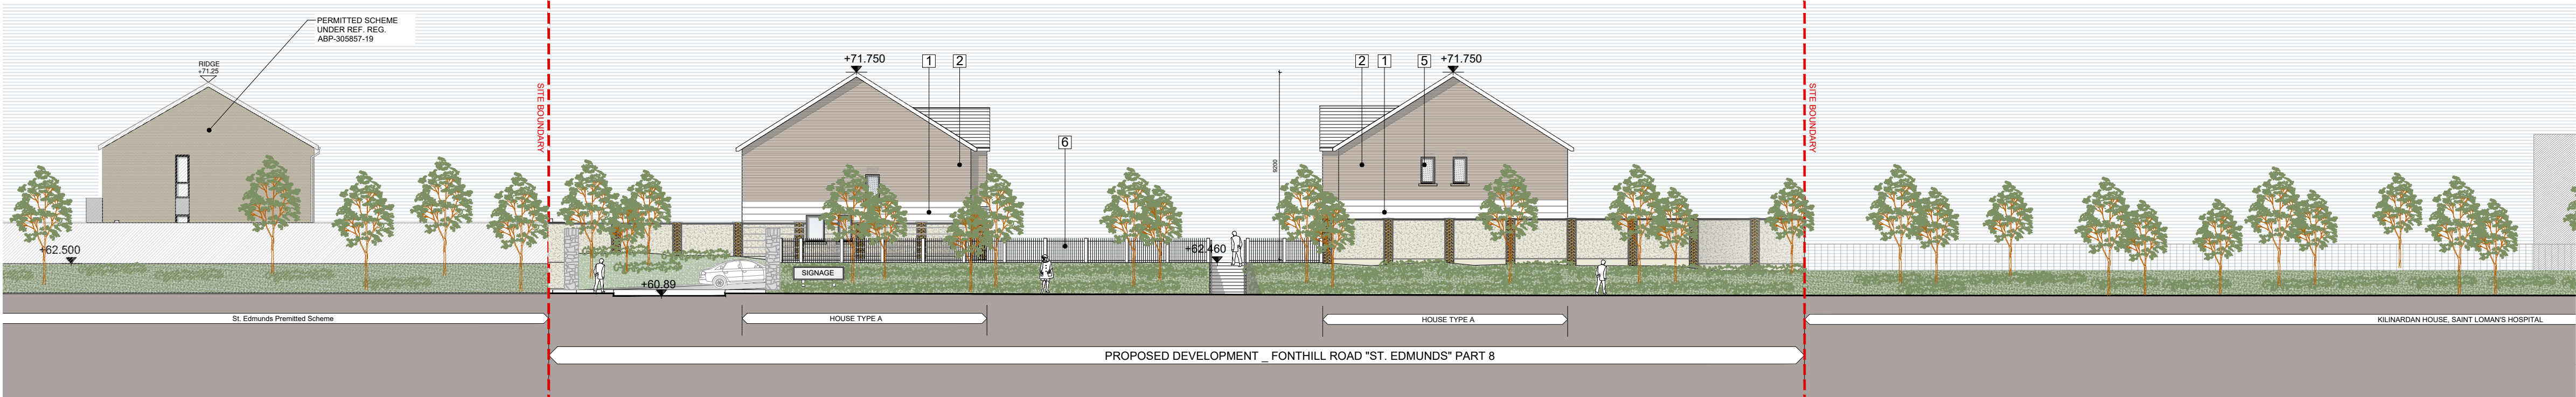 PERMITTED SCHEME
UNDER REF. REG.
ABP-305857-19
RIDGE
+71.25
SITE BOUNDARY
+71.750
1
2
2
1
5
+71.750
SITE BOUNDARY
6
9200
+62.500
+62.460
SIGNAGE
+60.89
St. Edmunds Premitted Scheme
HOUSE TYPE A
HOUSE TYPE A
KILINARDAN HOUSE, SAINT LOMAN'S HOSPITAL
PROPOSED DEVELOPMENT _ FONTHILL ROAD "ST. EDMUNDS" PART 8